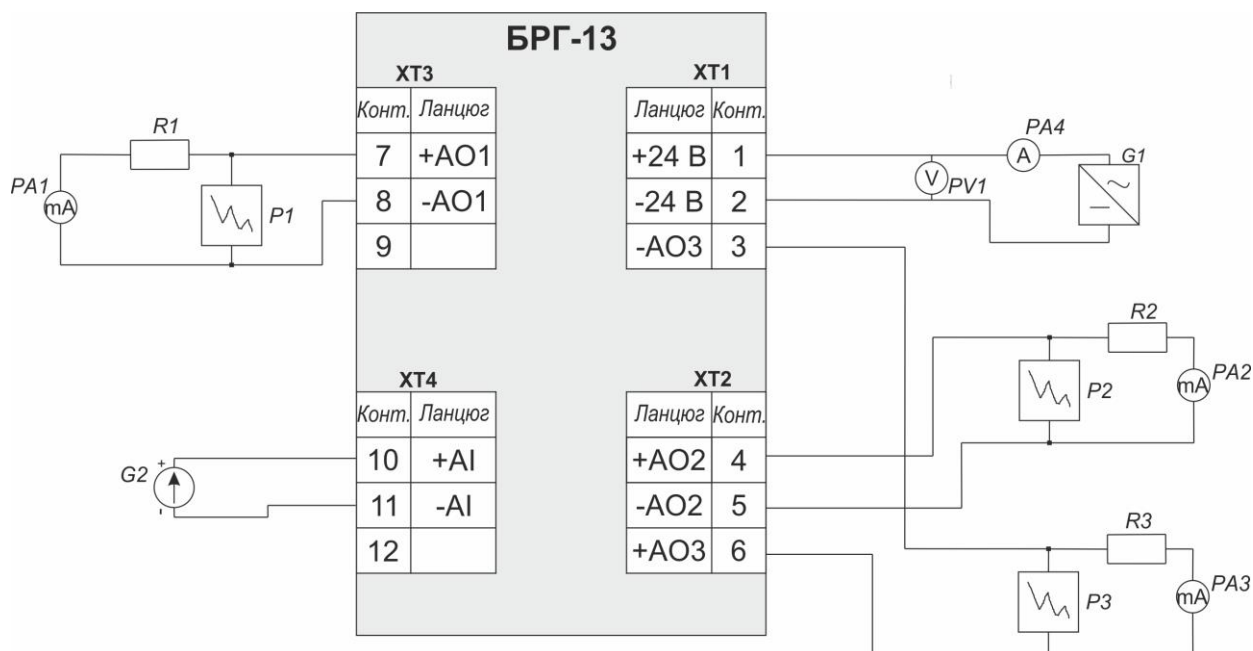 БРГ-13
XT3
Конт. Ланцюг
7 +AO1
8 -AO1
9
XT1
Ланцюг Конт.
+24 В 1
-24 В 2
-AO3 3
XT4
Конт. Ланцюг
10 +AI
11 -AI
12
XT2
Ланцюг Конт.
+AO2 4
-AO2 5
+AO3 6
R1
PA1
mA
P1
G2
+
-
PA4
A
G1
V
PV1
R2
PA2
mA
P2
R3
PA3
mA
P3